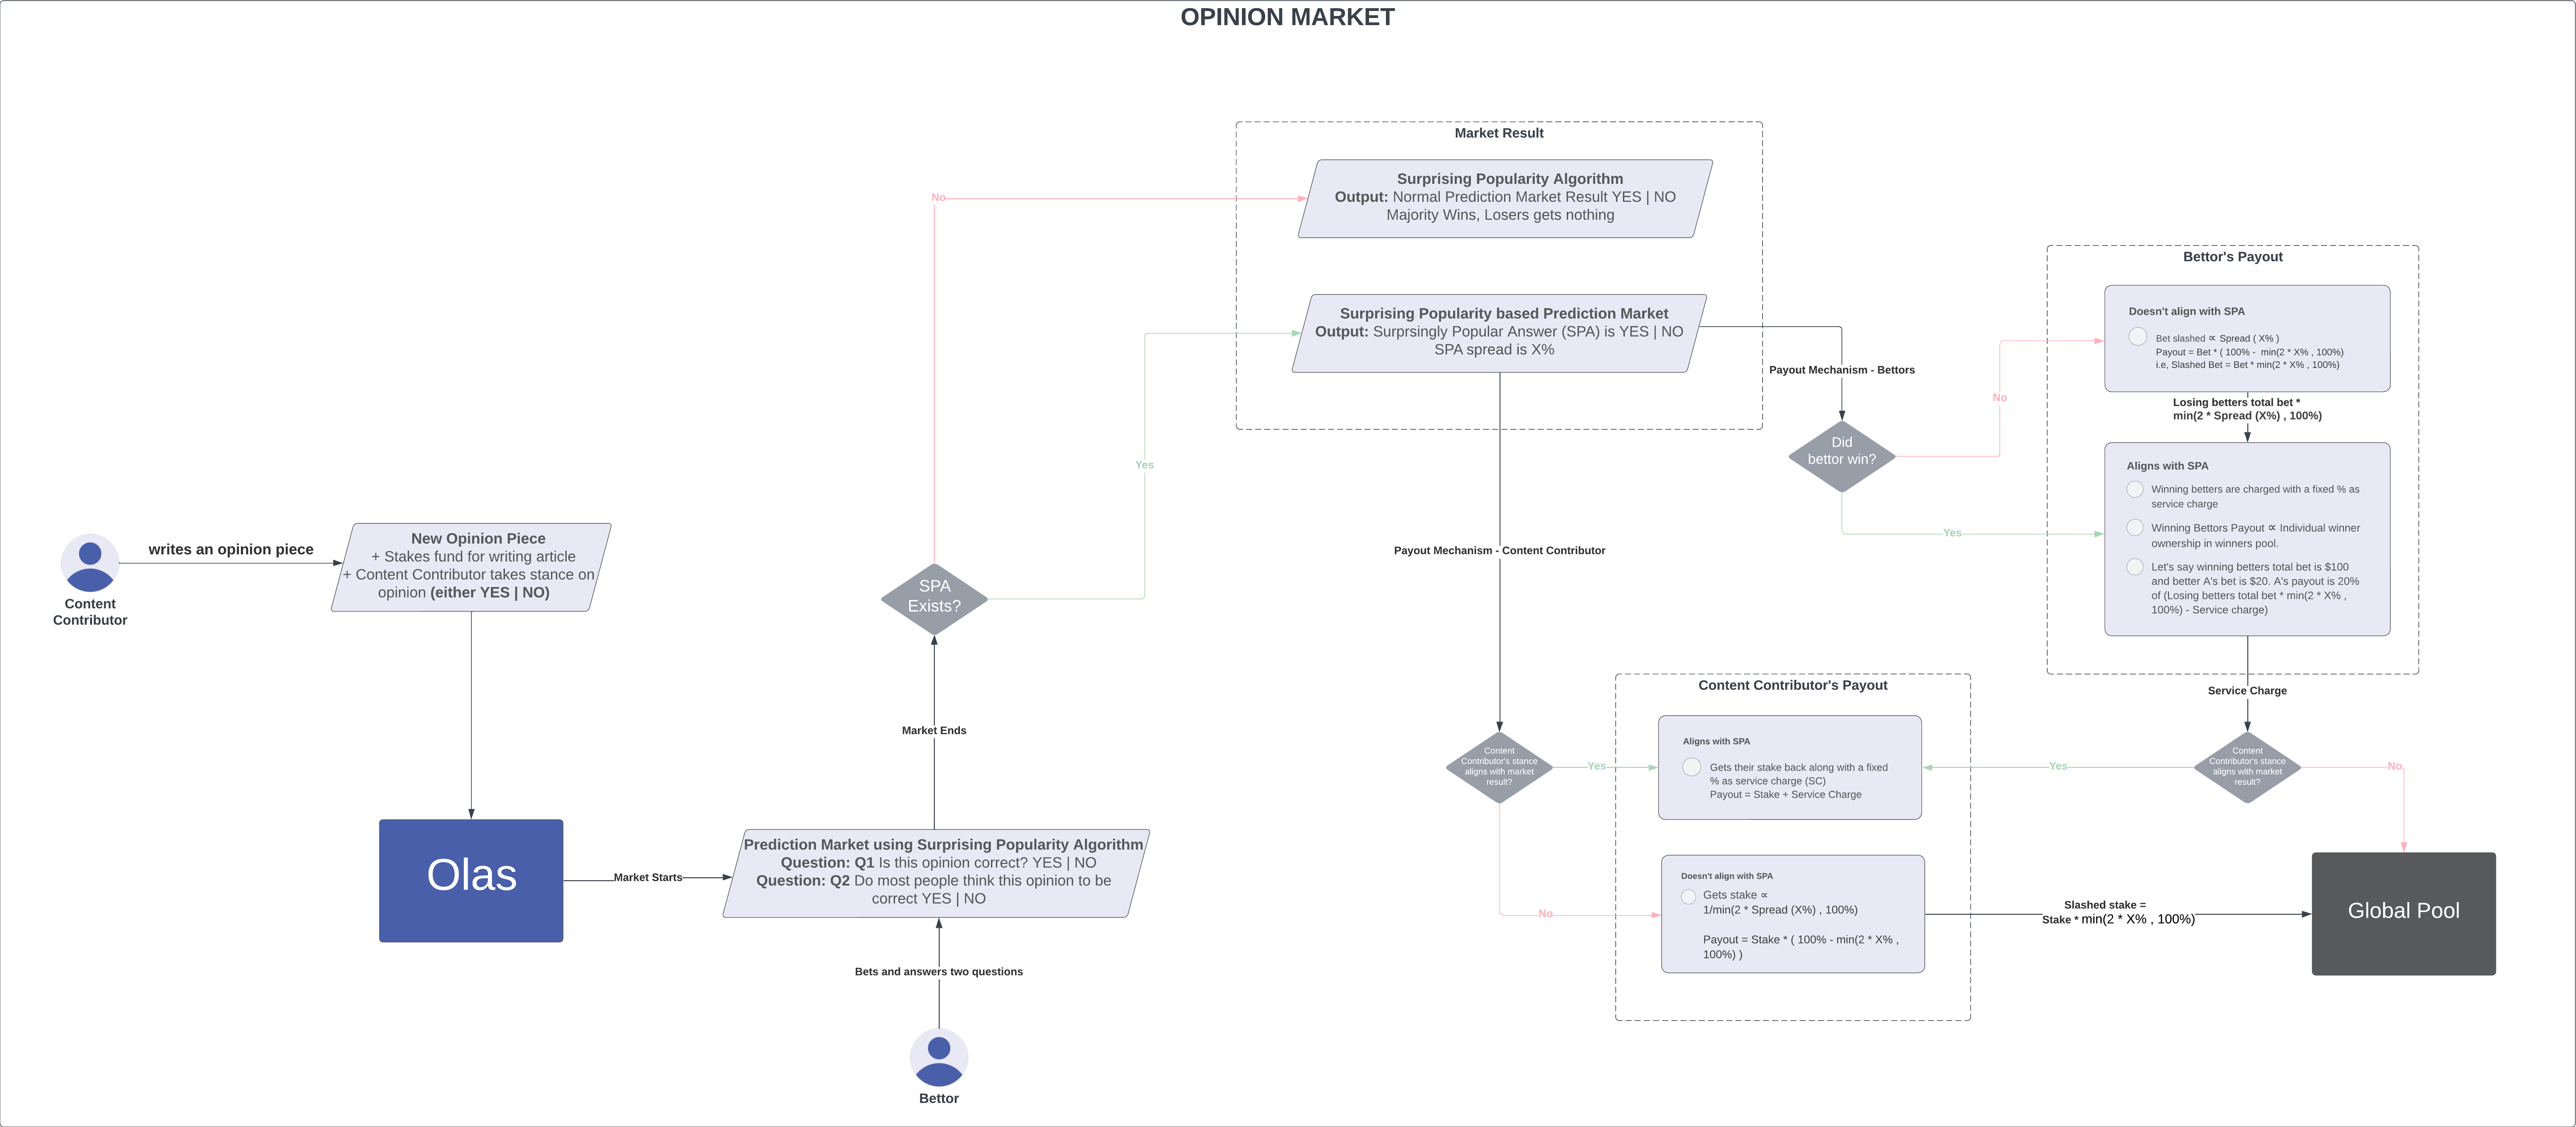 OPINION MARKET
Content
Contributor
writes an opinion piece
New Opinion Piece
+ Stakes fund for writing article
+ Content Contributor takes stance on
opinion (either YES | NO)
Olas
Market Starts
Prediction Market using Surprising Popularity Algorithm
Question: Q1 Is this opinion correct? YES | NO
Question: Q2 Do most people think this opinion to be
correct YES | NO
Bets and answers two questions
Bettor
Market Ends
SPA
Exists?
No
Yes
Market Result
Surprising Popularity Algorithm
Output: Normal Prediction Market Result YES | NO
Majority Wins, Losers gets nothing
Surprising Popularity based Prediction Market
Output: Surprsingly Popular Answer (SPA) is YES | NO
SPA spread is X%
Payout Mechanism - Bettors
Did
bettor win?
No
Yes
Bettor's Payout
Doesn't align with SPA
Bet slashed ∝ Spread ( X% )
Payout = Bet * ( 100% - min(2 * X% , 100%)
i.e, Slashed Bet = Bet * min(2 * X% , 100%)
Losing betters total bet *
min(2 * Spread (X%) , 100%)
Aligns with SPA
Winning betters are charged with a fixed % as
service charge
Winning Bettors Payout ∝ Individual winner
ownership in winners pool.
Let's say winning betters total bet is $100
and better A's bet is $20. A's payout is 20%
of (Losing betters total bet * min(2 * X% ,
100%) - Service charge)
Service Charge
Payout Mechanism - Content Contributor
Content
Contributor's stance
aligns with market
result?
Yes
No
Content Contributor's Payout
Aligns with SPA
Gets their stake back along with a fixed
% as service charge (SC)
Payout = Stake + Service Charge
Doesn't align with SPA
Gets stake ∝
1/min(2 * Spread (X%) , 100%)
Payout = Stake * ( 100% - min(2 * X% ,
100%) )
Yes
Content
Contributor's stance
aligns with market
result?
No
Slashed stake =
Stake * min(2 * X% , 100%)
Global Pool